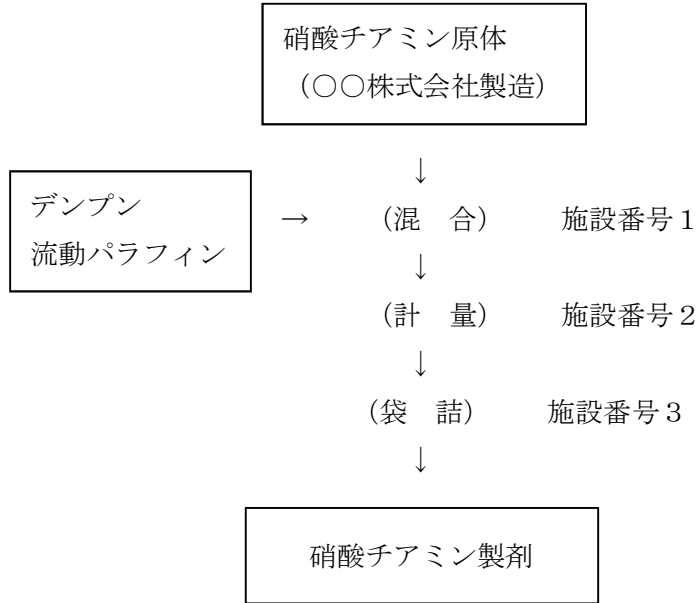 硝酸チアミン原体
（○○株式会社製造）
↓
デンプン
流動パラフィン
→ （混　合）　　施設番号１
↓
（計　量）　　施設番号２
↓
（袋　詰）　　施設番号３
↓
硝酸チアミン製剤